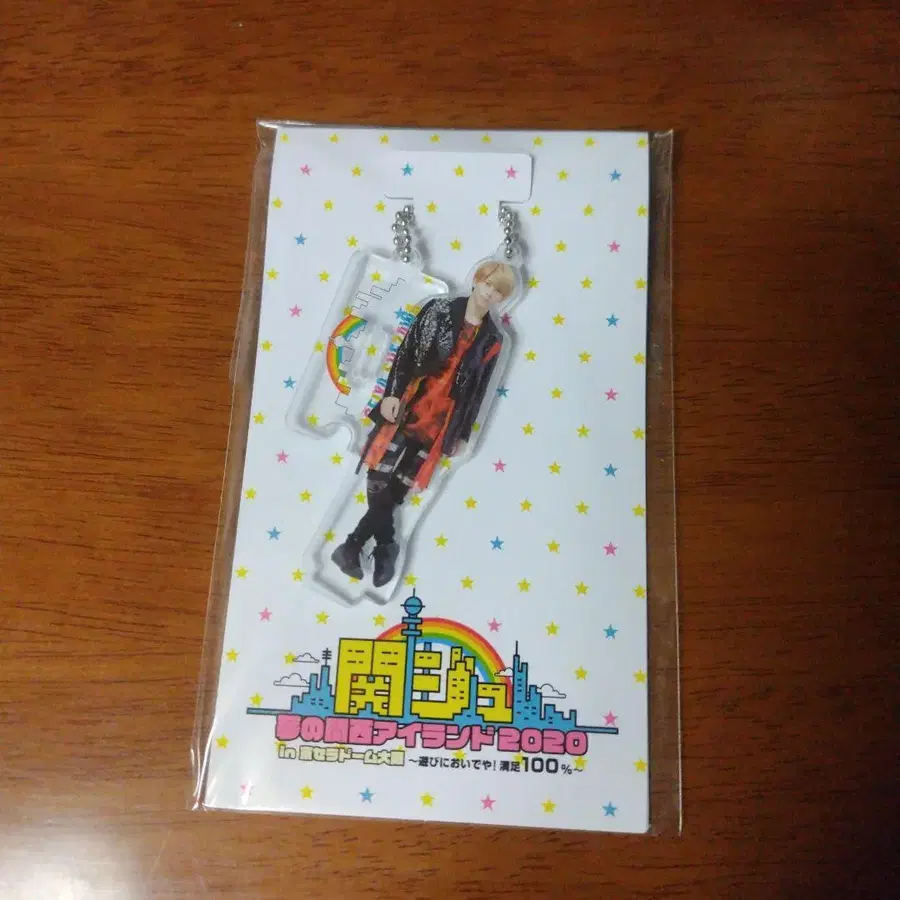 関ジュ
夢の関西アイランド2020
in 京セラドーム大阪 〜遊びにおいでや!満足100%〜